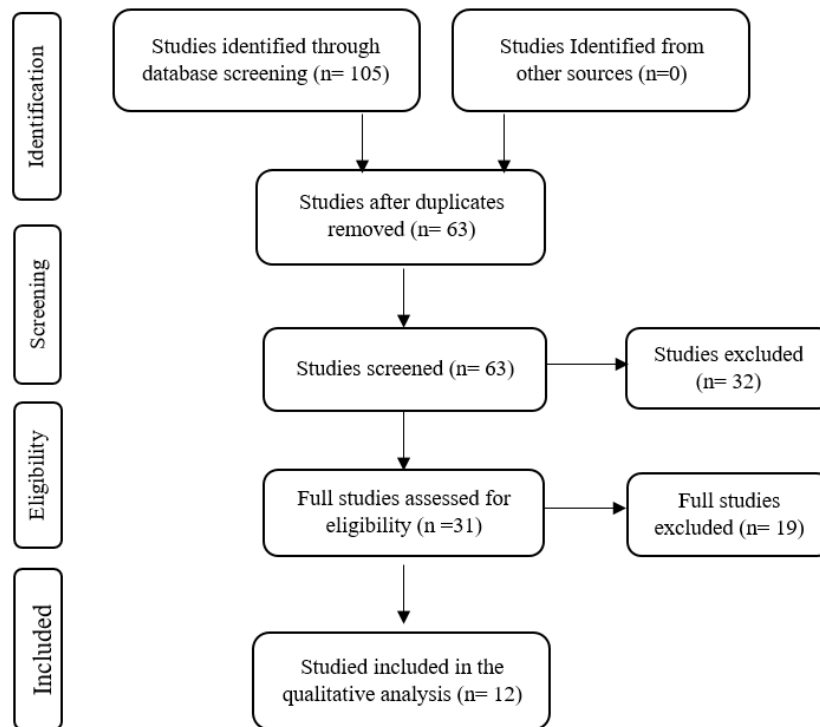 Identification
Studies identified through
database screening (n= 105)
Studies Identified from
other sources (n=0)
Studies after duplicates
removed (n= 63)
Screening
Studies screened (n= 63)
Studies excluded
(n= 32)
Eligibility
Full studies assessed for
eligibility (n =31)
Full studies
excluded (n= 19)
Included
Studied included in the
qualitative analysis (n= 12)